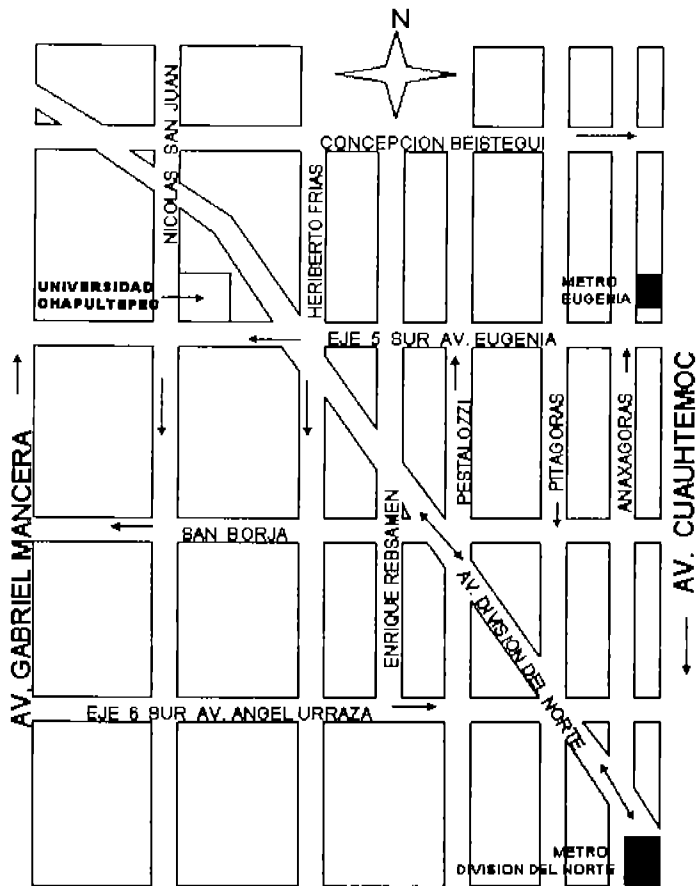 N
NICOLAS SAN JUAN
CONCEPCION BEISTEGUI
HERIBERTO FRIAS
UNIVERSIDAD
CHAPULTEPEC
METRO
EUGENIA
EJE 5 SUR AV. EUGENIA
AV. GABRIEL MANCERA
PESTALOZZI
PITAGORAS
ANAXAGORAS
AV. CUAUHTEMOC
SAN BORJA
ENRIQUE REBSAMEN
AV. DIVISION DEL NORTE
EJE 6 SUR AV. ANGEL URRAZA
METRO
DIVISION DEL NORTE